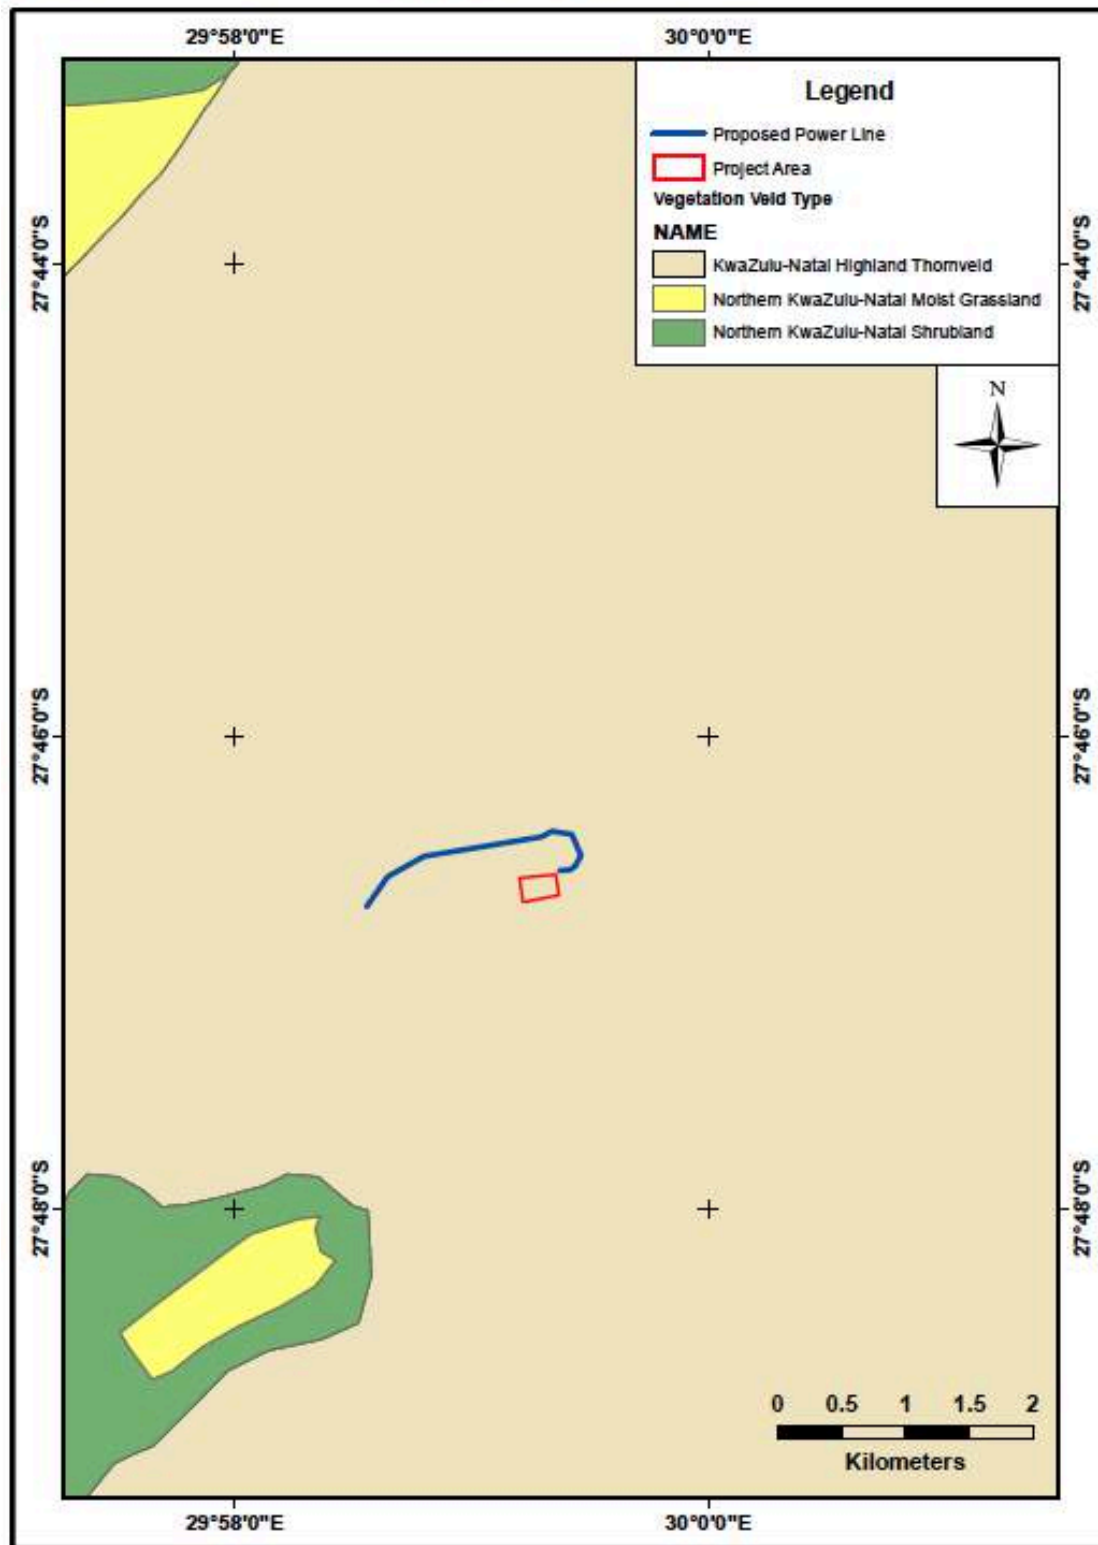 29°58'0"E 30°0'0"E
Legend
Proposed Power Line
Project Area
Vegetation Veld Type
NAME
KwaZulu-Natal Highland Thornveld
Northern KwaZulu-Natal Moist Grassland
Northern KwaZulu-Natal Shrubland
27°44'0"S 27°44'0"S
N
27°46'0"S 27°46'0"S
27°48'0"S 27°48'0"S
0 0.5 1 1.5 2
Kilometers
29°58'0"E 30°0'0"E